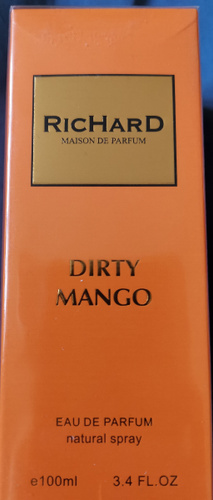 RICHARD
MAISON DE PARFUM
DIRTY
MANGO
EAU DE PARFUM
natural spray
e100ml 3.4 FL.OZ